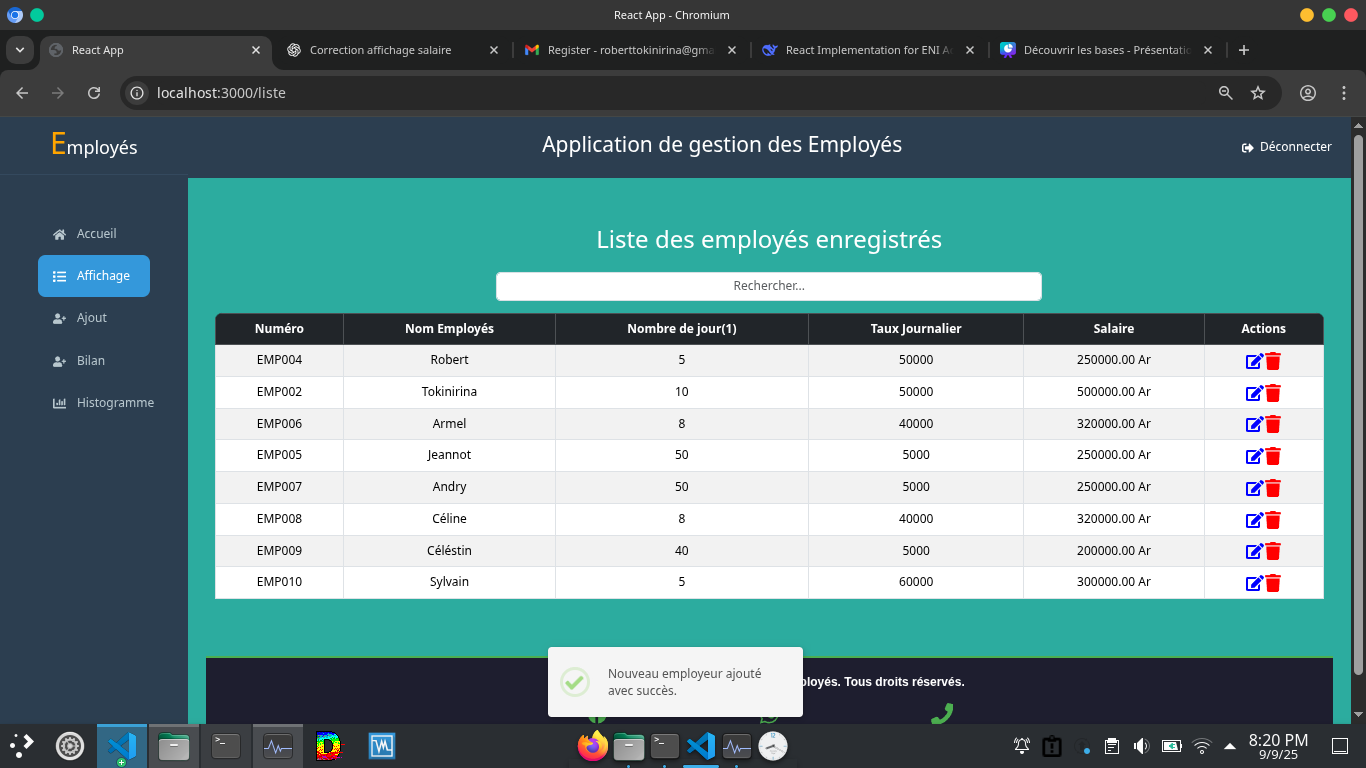 React App - Chromium
React App
Correction affichage salaire
Register - roberttokinirina@gma
React Implementation for ENI Ac
Découvrir les bases - Présentatio
localhost:3000/liste
Employés
Application de gestion des Employés
Déconnecter
Accueil
Affichage
Ajout
Bilan
Histogramme
Liste des employés enregistrés
Rechercher...
Numéro Nom Employés Nombre de jour(1) Taux Journalier Salaire Actions
EMP004 Robert 5 50000 250000.00 Ar
EMP002 Tokinirina 10 50000 500000.00 Ar
EMP006 Armel 8 40000 320000.00 Ar
EMP005 Jeannot 50 5000 250000.00 Ar
EMP007 Andry 50 5000 250000.00 Ar
EMP008 Céline 8 40000 320000.00 Ar
EMP009 Céléstin 40 5000 200000.00 Ar
EMP010 Sylvain 5 60000 300000.00 Ar
Nouveau employeur ajouté
avec succès.
ployés. Tous droits réservés.
8:20 PM
9/9/25